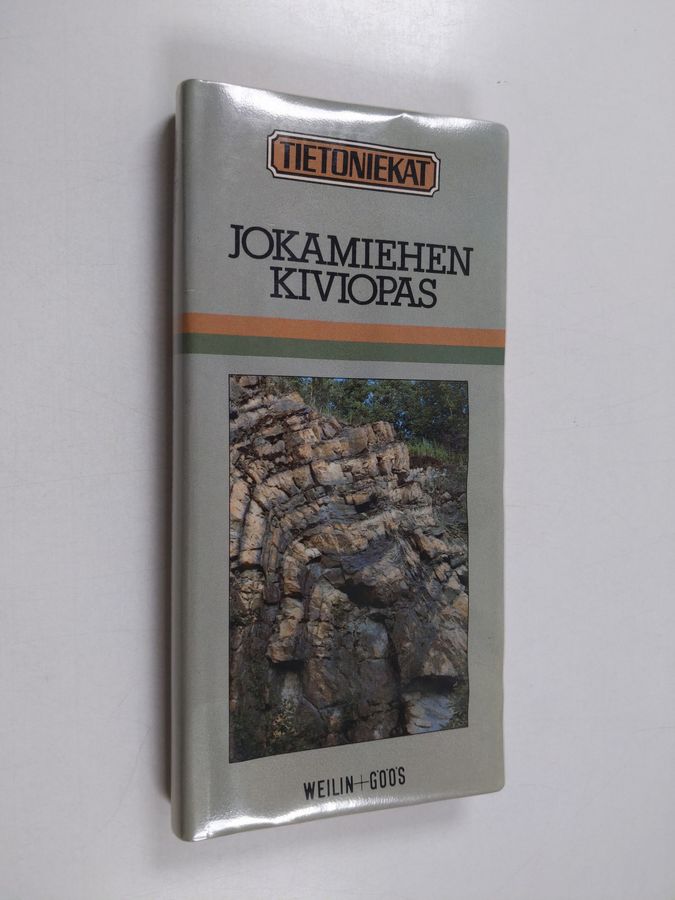 TIETONIEKAT
JOKAMIEHEN
KIVIOPAS
WEILIN+GÖÖS